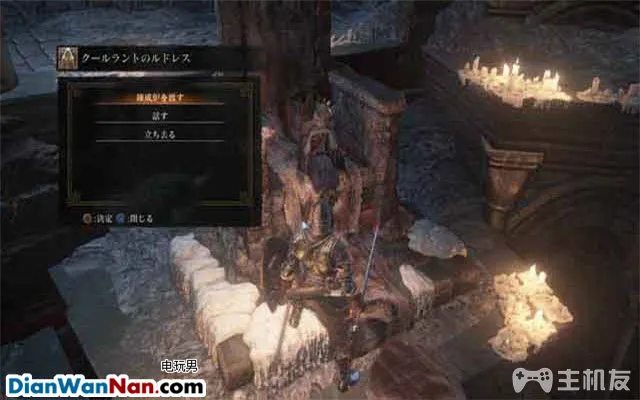 クールラントのルドレス
錬成炉を渡す
話す
立ち去る
:決定 :閉じる
电玩男
DianWanNan.com
主机友